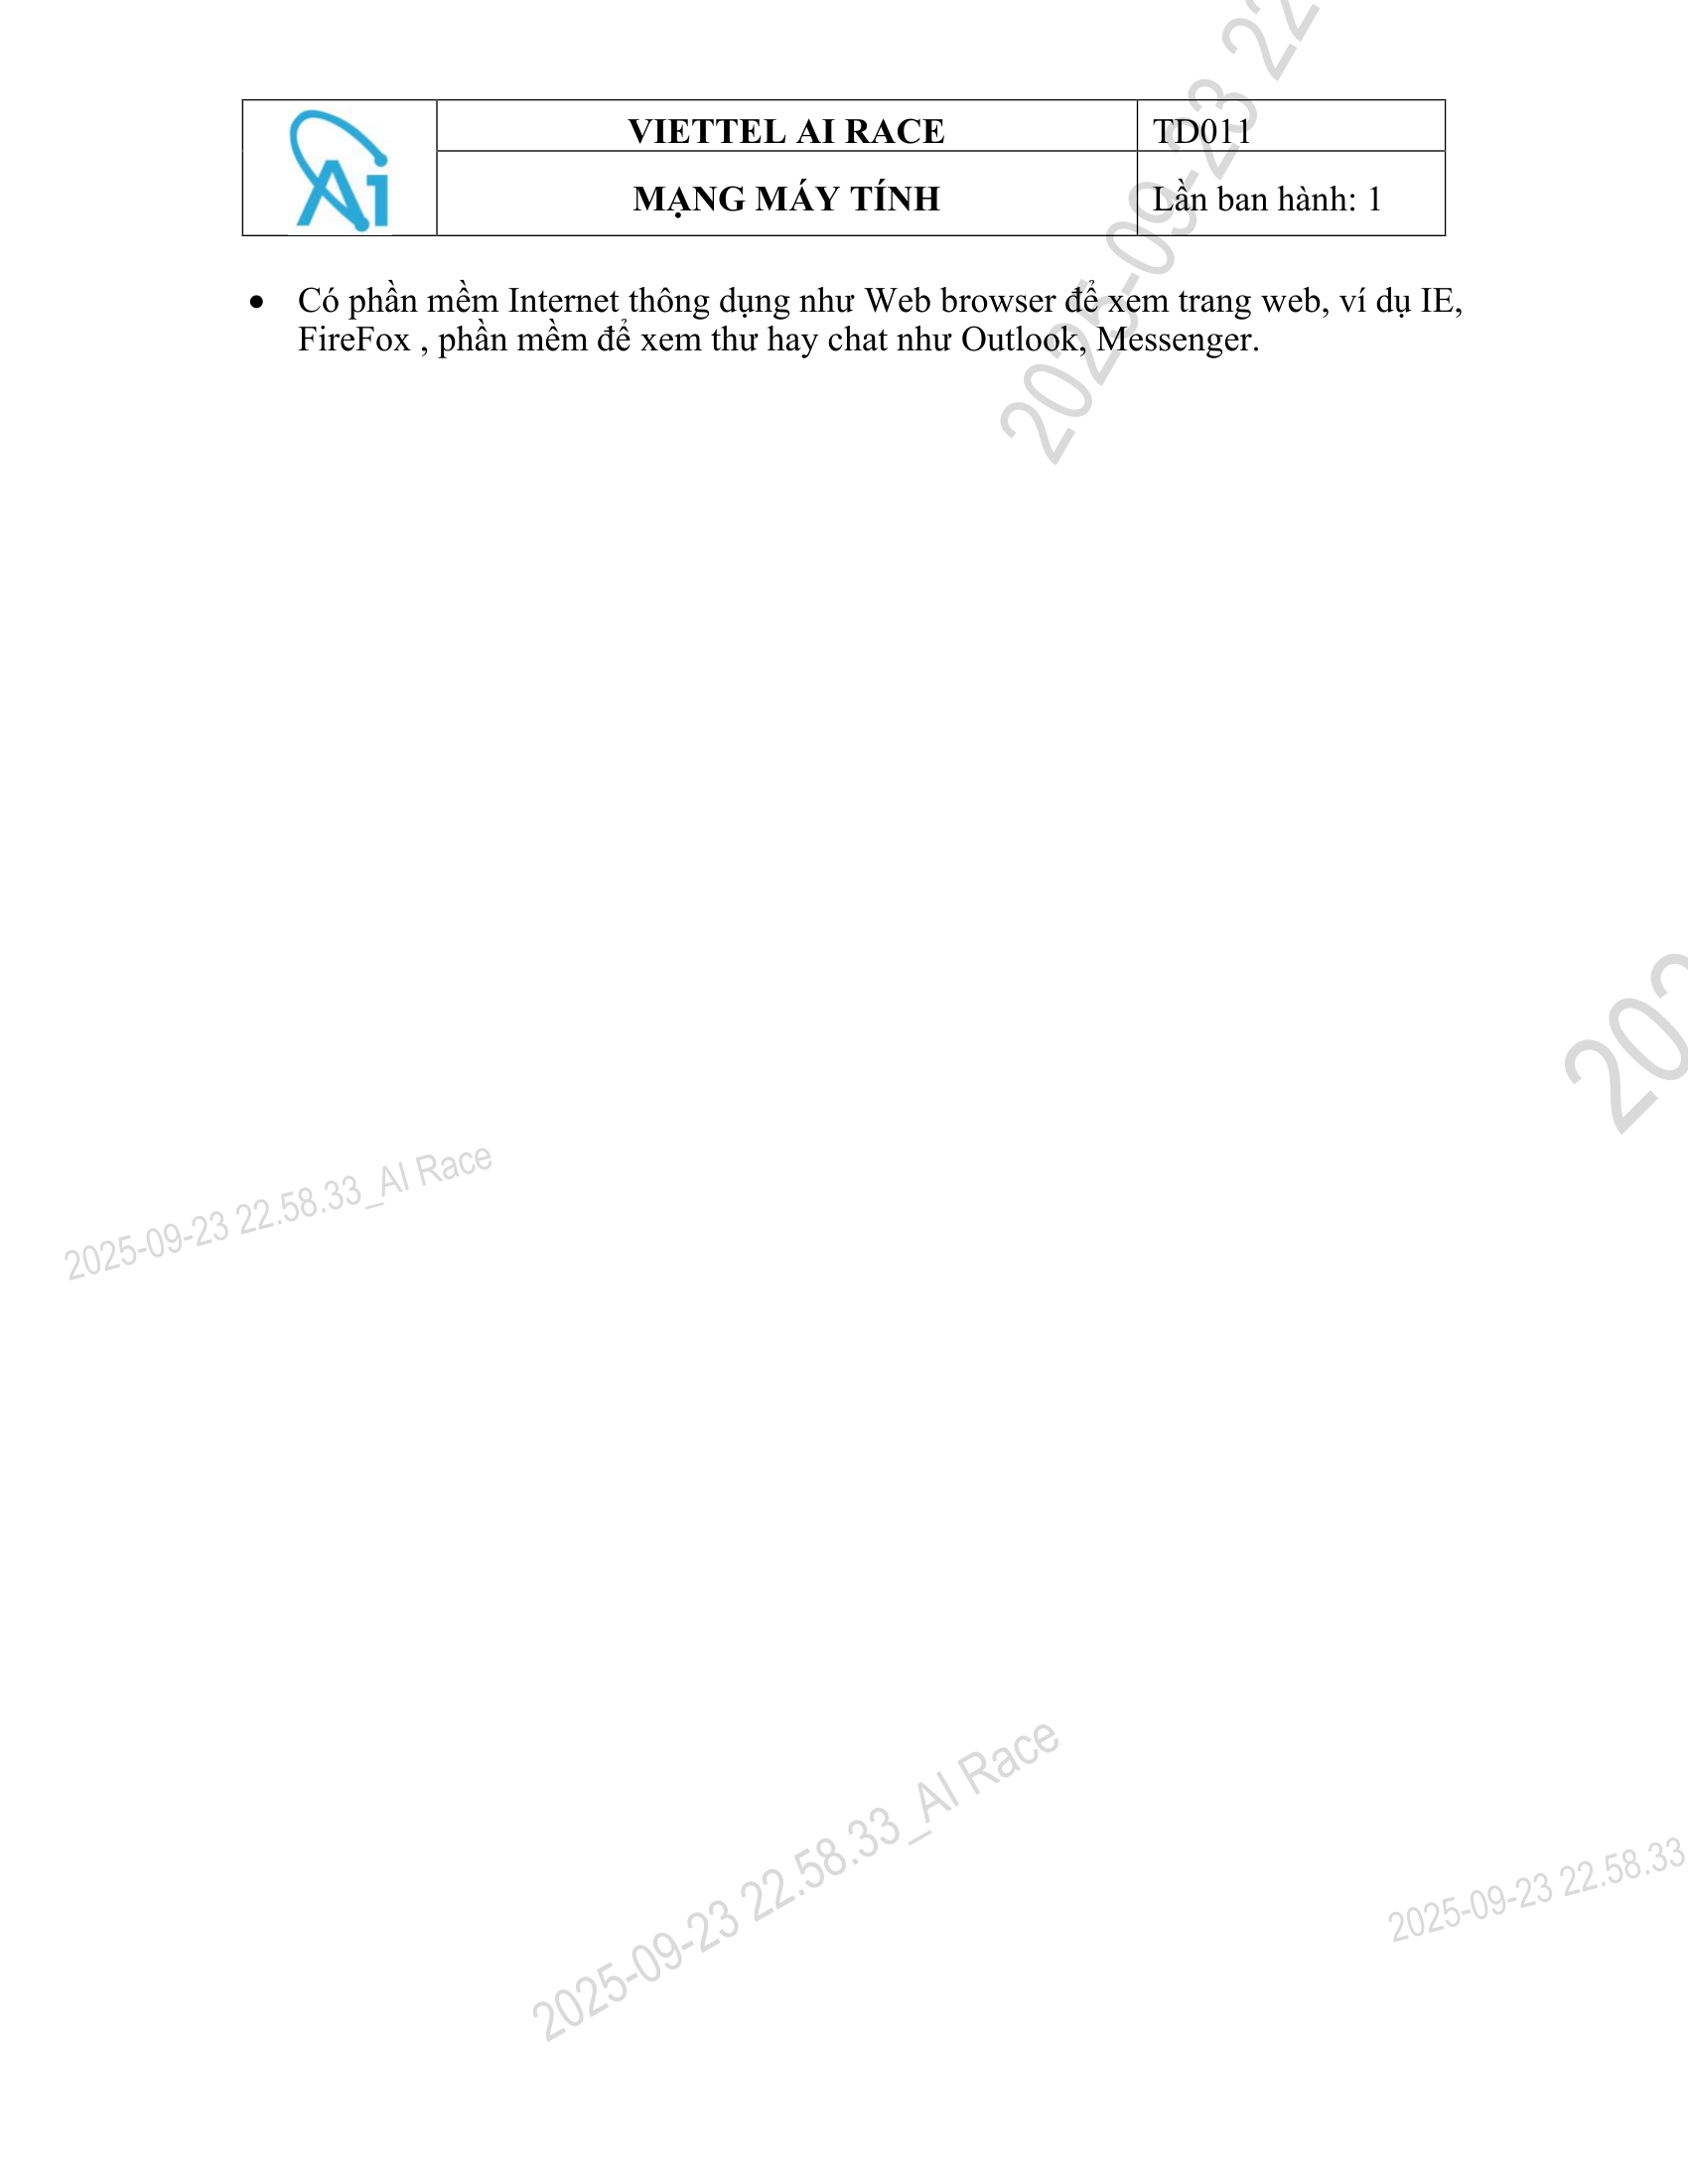 Ai
VIETTEL AI RACE
TD011
MẠNG MÁY TÍNH
Lần ban hành: 1
• Có phần mềm Internet thông dụng như Web browser để xem trang web, ví dụ IE,
FireFox , phần mềm để xem thư hay chat như Outlook, Messenger.
2025-09-23 22
202
2025-09-23 22.58.33_AI Race
2025-09-23 22.58.33_AI Race
2025-09-23 22.58.33